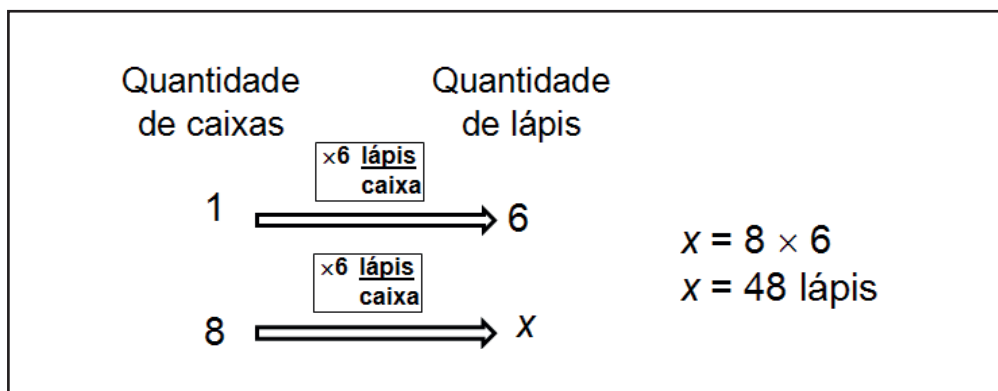 Quantidade de caixas
Quantidade de lápis
×6 lápis
caixa
1
6
×6 lápis
caixa
8
x
x = 8 × 6
x = 48 lápis